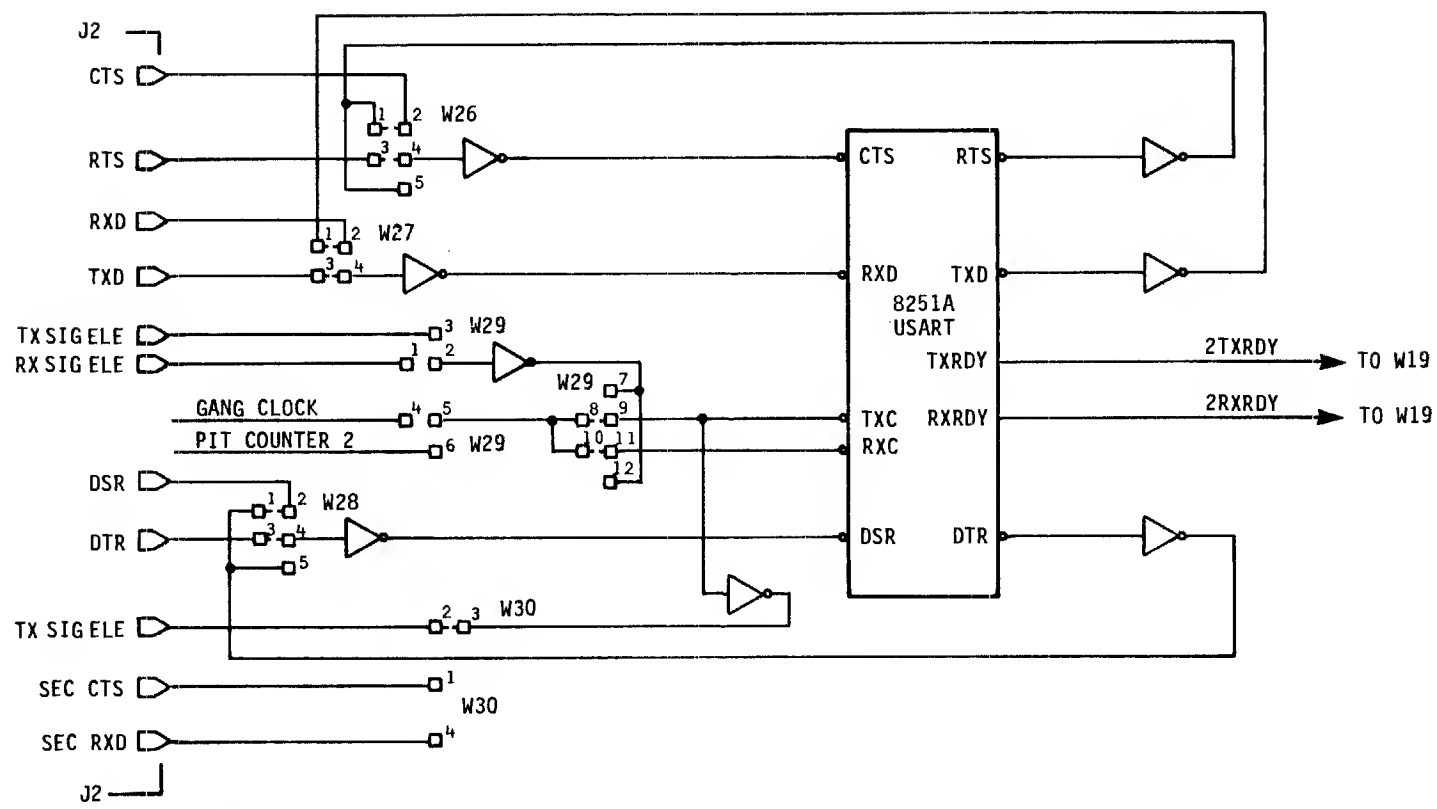 J2
CTS
1 2 W26
RTS
3 4
5
CTS RTS
RXD
1 2 W27
TXD
3 4
RXD TXD
8251A
USART
TX SIG ELE
3 W29
RX SIG ELE
1 2
TXRDY 2TXRDY TO W19
W29 7
GANG CLOCK
4 5 8 9
TXC RXRDY 2RXRDY TO W19
PIT COUNTER 2
6 W29
10 11
RXC
12
DSR
1 2 W28
DTR
3 4
5
DSR DTR
TX SIG ELE
2 3 W30
SEC CTS
1
W30
SEC RXD
4
J2